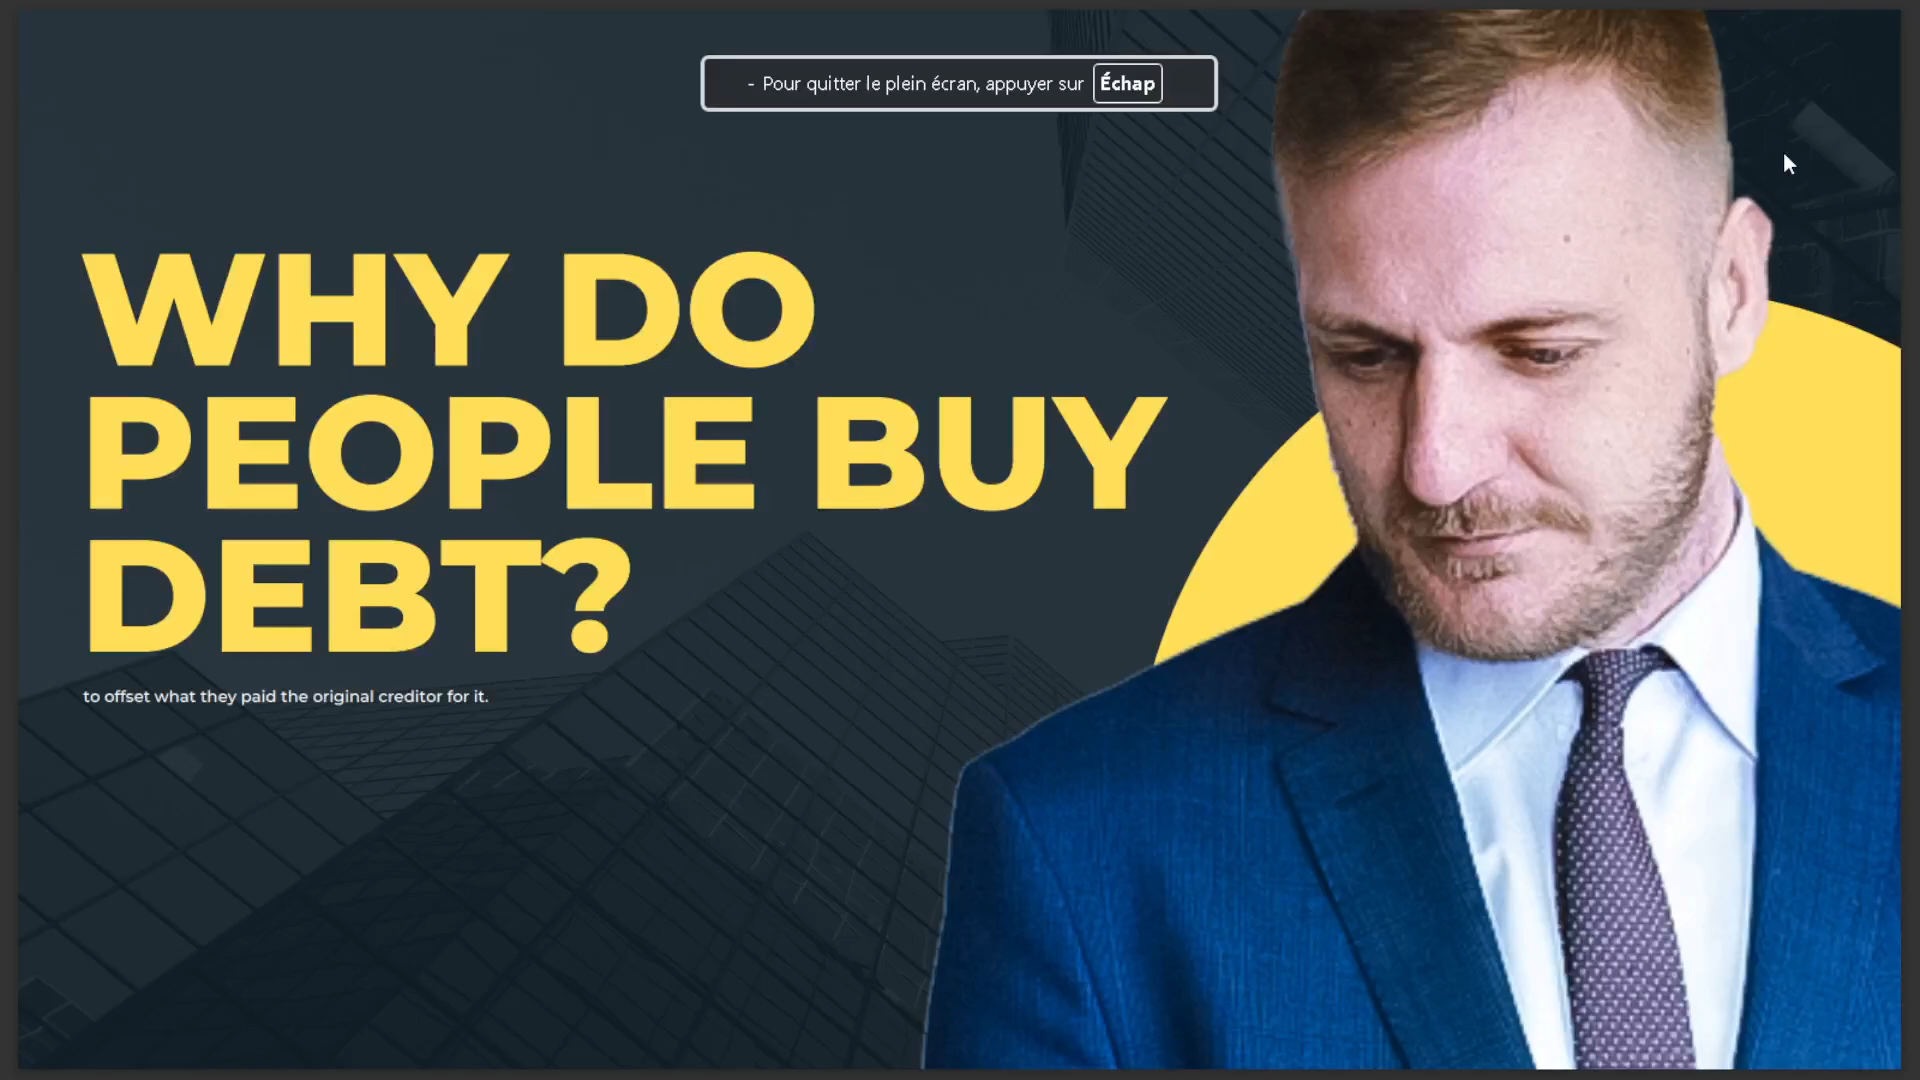 - Pour quitter le plein écran, appuyer sur Échap
WHY DO
PEOPLE BUY
DEBT?
to offset what they paid the original creditor for it.